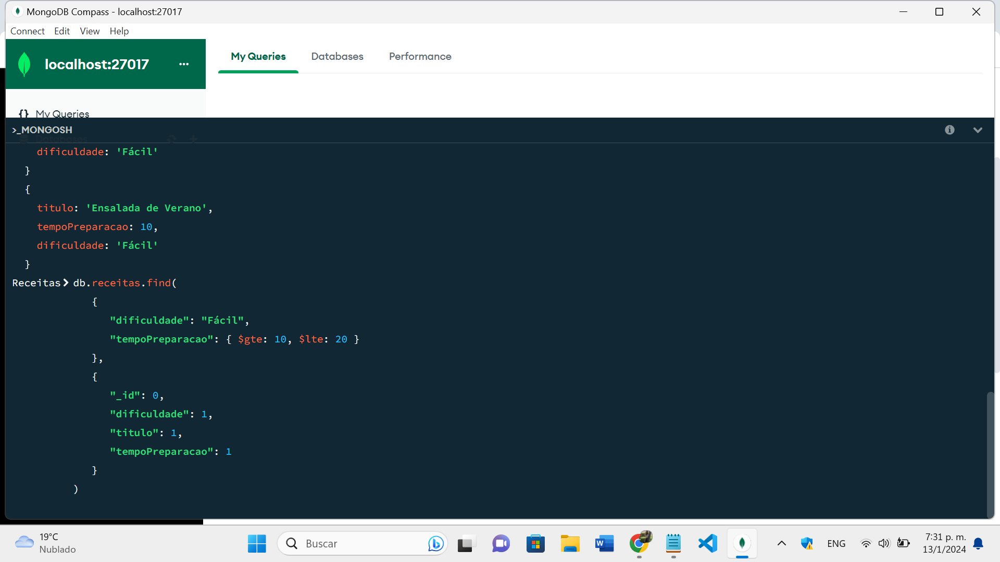 MongoDB Compass - localhost:27017
Connect Edit View Help
localhost:27017 ...
My Queries Databases Performance
{} My Queries
>_MONGOSH
Databases
dificuldade: 'Fácil'
}
{
titulo: 'Ensalada de Verano',
tempoPreparacao: 10,
dificuldade: 'Fácil'
}
Receitas> db.receitas.find(
{
"dificuldade": "Fácil",
"tempoPreparacao": { $gte: 10, $lte: 20 }
},
{
"_id": 0,
"dificuldade": 1,
"titulo": 1,
"tempoPreparacao": 1
}
)
19°C
Nublado
Buscar
ENG
7:31 p. m.
13/1/2024